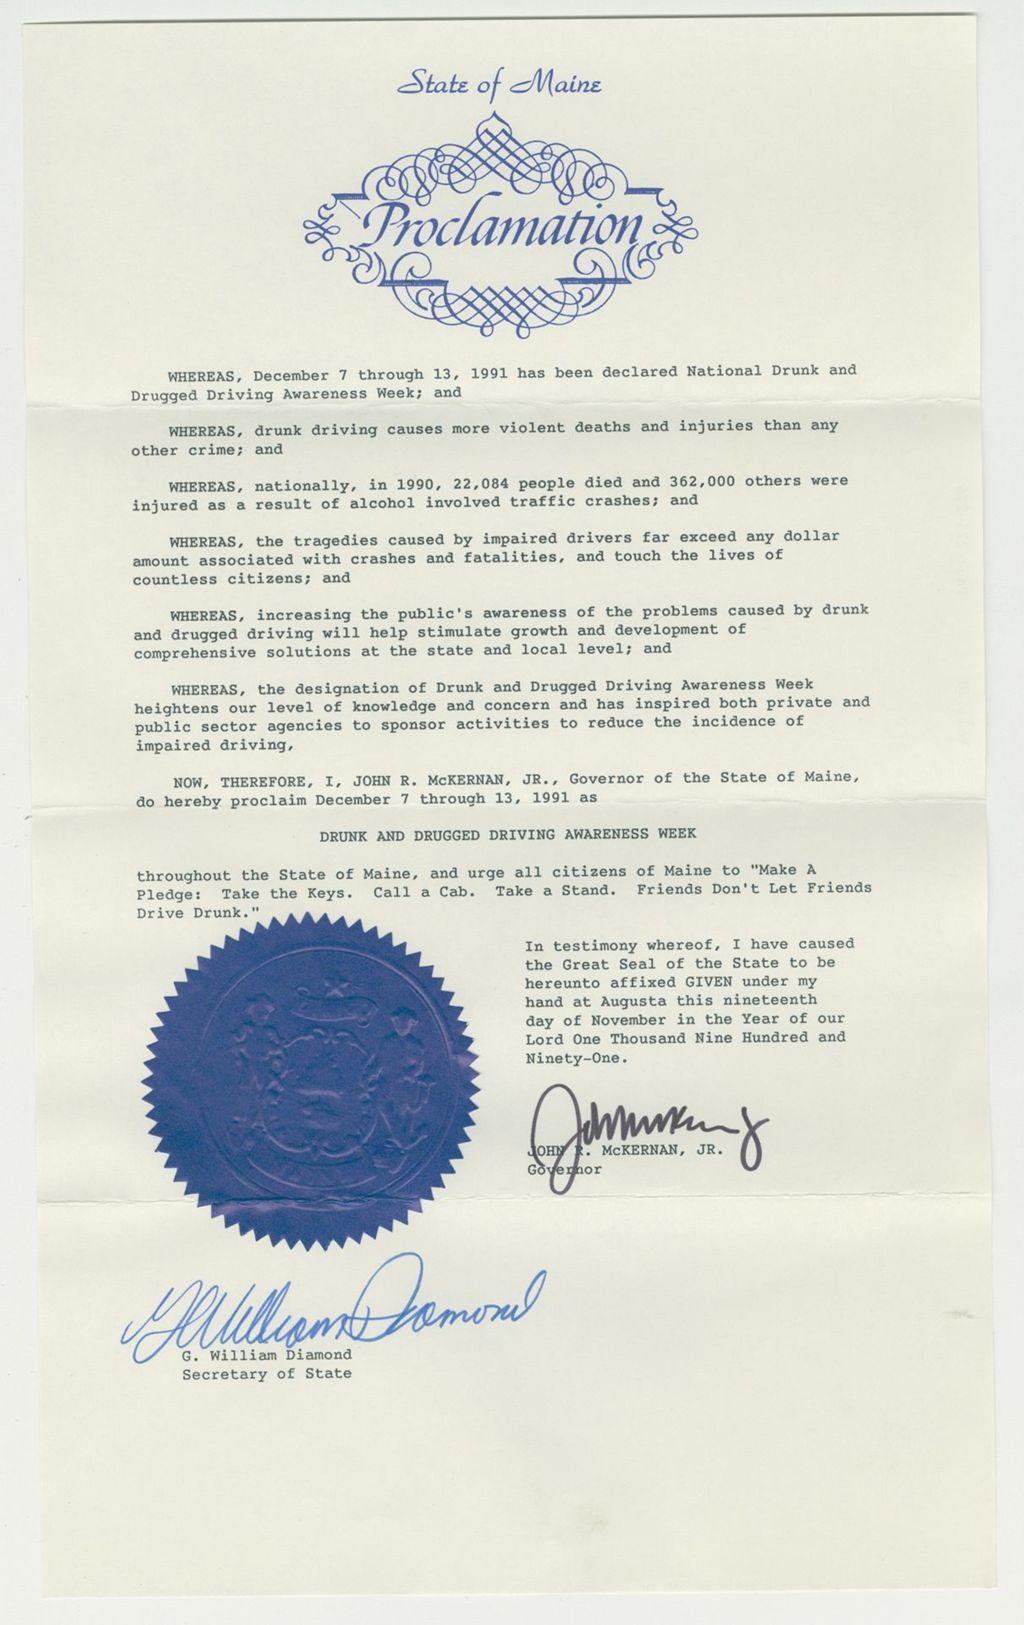 State of Maine
Proclamation
WHEREAS, December 7 through 13, 1991 has been declared National Drunk and
Drugged Driving Awareness Week; and
WHEREAS, drunk driving causes more violent deaths and injuries than any
other crime; and
WHEREAS, nationally, in 1990, 22,084 people died and 362,000 others were
injured as a result of alcohol involved traffic crashes; and
WHEREAS, the tragedies caused by impaired drivers far exceed any dollar
amount associated with crashes and fatalities, and touch the lives of
countless citizens; and
WHEREAS, increasing the public's awareness of the problems caused by drunk
and drugged driving will help stimulate growth and development of
comprehensive solutions at the state and local level; and
WHEREAS, the designation of Drunk and Drugged Driving Awareness Week
heightens our level of knowledge and concern and has inspired both private and
public sector agencies to sponsor activities to reduce the incidence of
impaired driving,
NOW, THEREFORE, I, JOHN R. McKERNAN, JR., Governor of the State of Maine,
do hereby proclaim December 7 through 13, 1991 as
DRUNK AND DRUGGED DRIVING AWARENESS WEEK
throughout the State of Maine, and urge all citizens of Maine to "Make A
Pledge: Take the Keys. Call a Cab. Take a Stand. Friends Don't Let Friends
Drive Drunk."
In testimony whereof, I have caused
the Great Seal of the State to be
hereunto affixed GIVEN under my
hand at Augusta this nineteenth
day of November in the Year of our
Lord One Thousand Nine Hundred and
Ninety-One.
JOHN R. McKERNAN, JR.
Governor
G William Diamond
G. William Diamond
Secretary of State